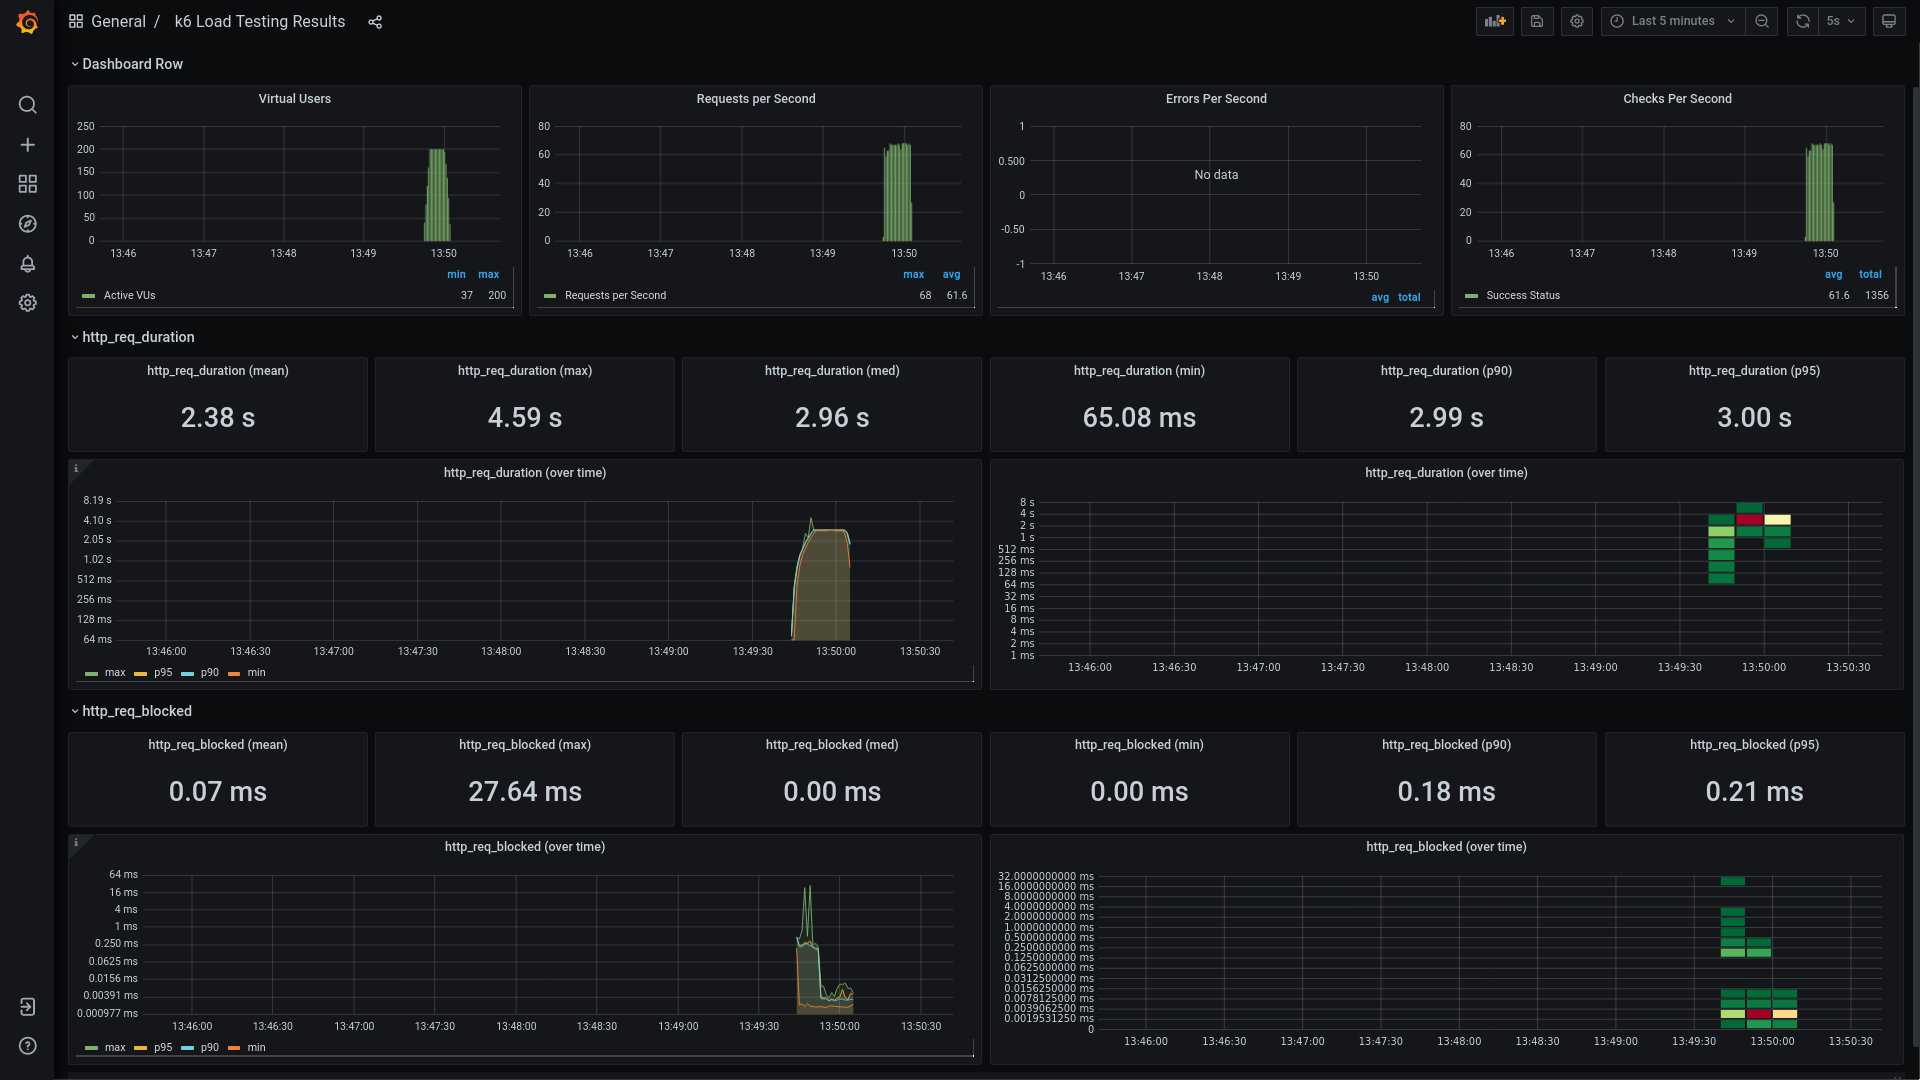 General / k6 Load Testing Results
Last 5 minutes
5s
Dashboard Row
Virtual Users
250
200
150
100
50
0
13:46 13:47 13:48 13:49 13:50
min max
Active VUs 37 200
Requests per Second
80
60
40
20
0
13:46 13:47 13:48 13:49 13:50
max avg
Requests per Second 68 61.6
Errors Per Second
1
0.500
0
-0.50
-1
No data
13:46 13:47 13:48 13:49 13:50
avg total
Checks Per Second
80
60
40
20
0
13:46 13:47 13:48 13:49 13:50
avg total
Success Status 61.6 1356
http_req_duration
http_req_duration (mean)
2.38 s
http_req_duration (max)
4.59 s
http_req_duration (med)
2.96 s
http_req_duration (min)
65.08 ms
http_req_duration (p90)
2.99 s
http_req_duration (p95)
3.00 s
http_req_duration (over time)
8.19 s
4.10 s
2.05 s
1.02 s
512 ms
256 ms
128 ms
64 ms
13:46:00 13:46:30 13:47:00 13:47:30 13:48:00 13:48:30 13:49:00 13:49:30 13:50:00 13:50:30
max p95 p90 min
http_req_duration (over time)
8 s
4 s
2 s
1 s
512 ms
256 ms
128 ms
64 ms
32 ms
16 ms
8 ms
4 ms
2 ms
1 ms
13:46:00 13:46:30 13:47:00 13:47:30 13:48:00 13:48:30 13:49:00 13:49:30 13:50:00 13:50:30
http_req_blocked
http_req_blocked (mean)
0.07 ms
http_req_blocked (max)
27.64 ms
http_req_blocked (med)
0.00 ms
http_req_blocked (min)
0.00 ms
http_req_blocked (p90)
0.18 ms
http_req_blocked (p95)
0.21 ms
http_req_blocked (over time)
64 ms
16 ms
4 ms
1 ms
0.250 ms
0.0625 ms
0.0156 ms
0.00391 ms
0.000977 ms
13:46:00 13:46:30 13:47:00 13:47:30 13:48:00 13:48:30 13:49:00 13:49:30 13:50:00 13:50:30
max p95 p90 min
http_req_blocked (over time)
32.0000000000 ms
16.0000000000 ms
8.0000000000 ms
4.0000000000 ms
2.0000000000 ms
1.0000000000 ms
0.5000000000 ms
0.2500000000 ms
0.1250000000 ms
0.0625000000 ms
0.0312500000 ms
0.0156250000 ms
0.0078125000 ms
0.0039062500 ms
0.0019531250 ms
0
13:46:00 13:46:30 13:47:00 13:47:30 13:48:00 13:48:30 13:49:00 13:49:30 13:50:00 13:50:30